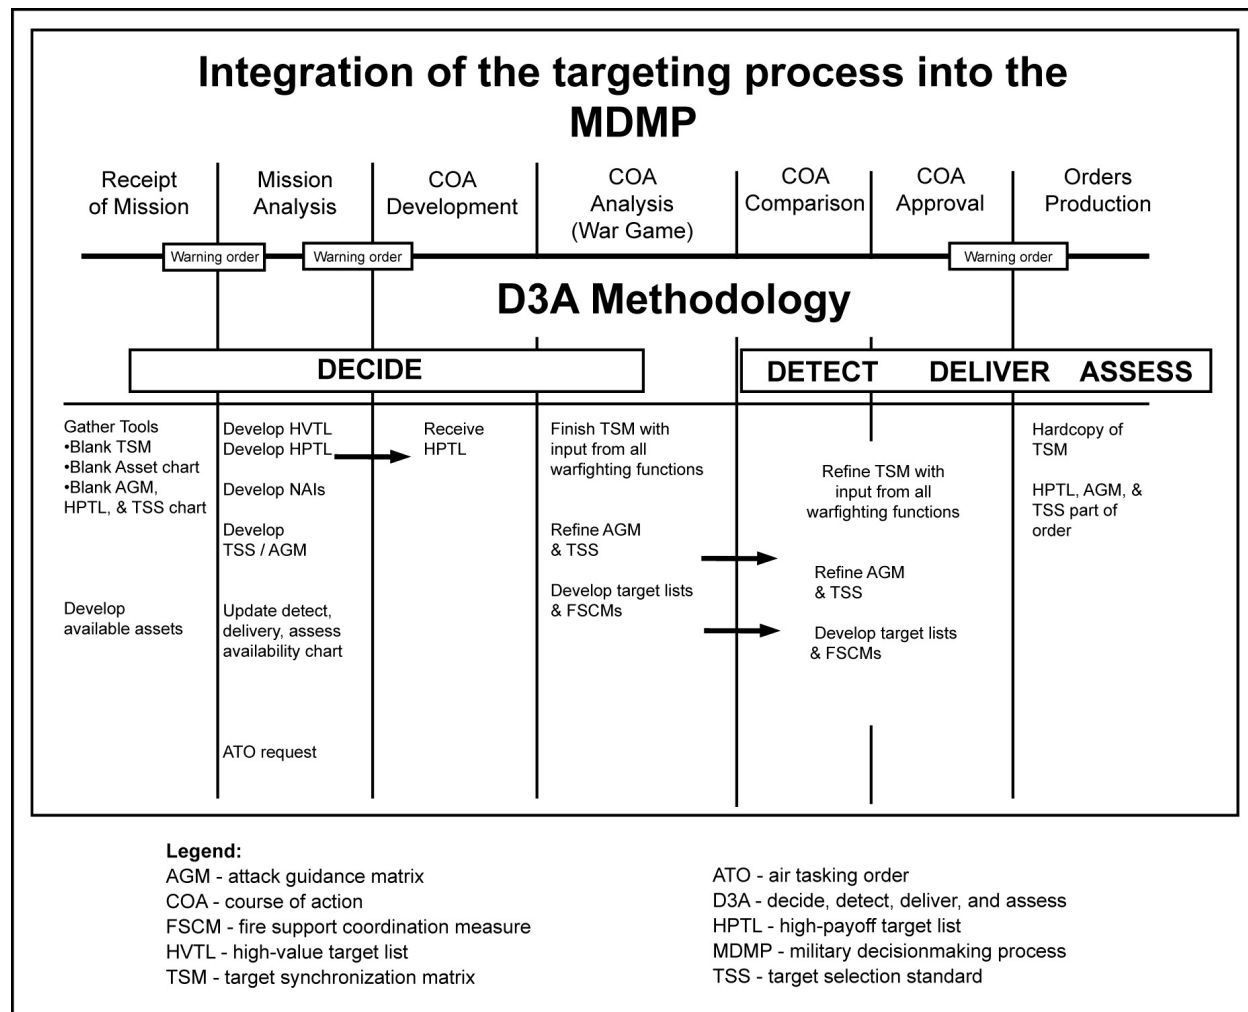 Integration of the targeting process into the
MDMP
Receipt
of Mission
Mission
Analysis
COA
Development
COA
Analysis
(War Game)
COA
Comparison
COA
Approval
Orders
Production
Warning order
Warning order
Warning order
D3A Methodology
DECIDE
DETECT
DELIVER
ASSESS
Gather Tools
•Blank TSM
•Blank Asset chart
•Blank AGM,
HPTL, & TSS chart
Develop
available assets
Develop HVTL
Develop HPTL
Develop NAIs
Develop
TSS / AGM
Update detect,
delivery, assess
availability chart
ATO request
Receive
HPTL
Finish TSM with
input from all
warfighting functions
Refine AGM
& TSS
Develop target lists
& FSCMs
Refine TSM with
input from all
warfighting functions
Refine AGM
& TSS
Develop target lists
& FSCMs
Hardcopy of
TSM
HPTL, AGM, &
TSS part of
order
Legend:
AGM - attack guidance matrix
COA - course of action
FSCM - fire support coordination measure
HVTL - high-value target list
TSM - target synchronization matrix
ATO - air tasking order
D3A - decide, detect, deliver, and assess
HPTL - high-payoff target list
MDMP - military decisionmaking process
TSS - target selection standard